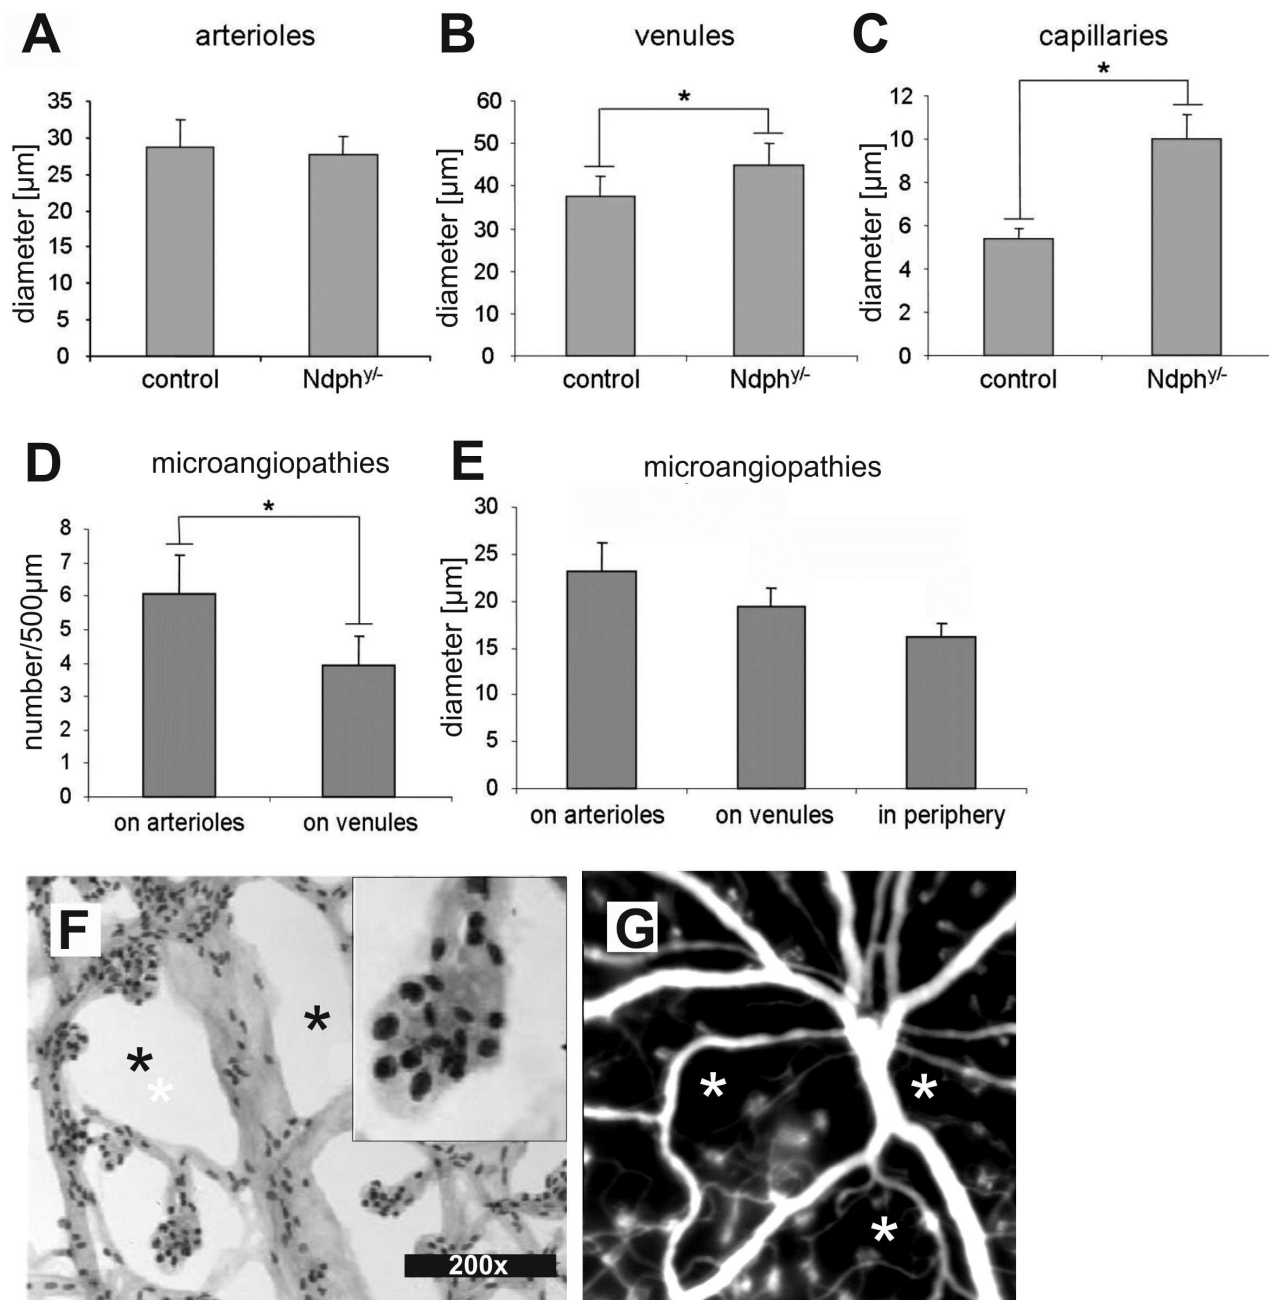 A arterioles
diameter [µm]
35
30
25
20
15
10
5
0
control Ndphy/-
B venules
*
diameter [µm]
60
50
40
30
20
10
0
control Ndphy/-
C capillaries
*
diameter [µm]
12
10
8
6
4
2
0
control Ndphy/-
D microangiopathies
*
number/500µm
8
7
6
5
4
3
2
1
0
on arterioles on venules
E microangiopathies
diameter [µm]
30
25
20
15
10
5
0
on arterioles on venules in periphery
F
*
*
*
200x
G
* *
*